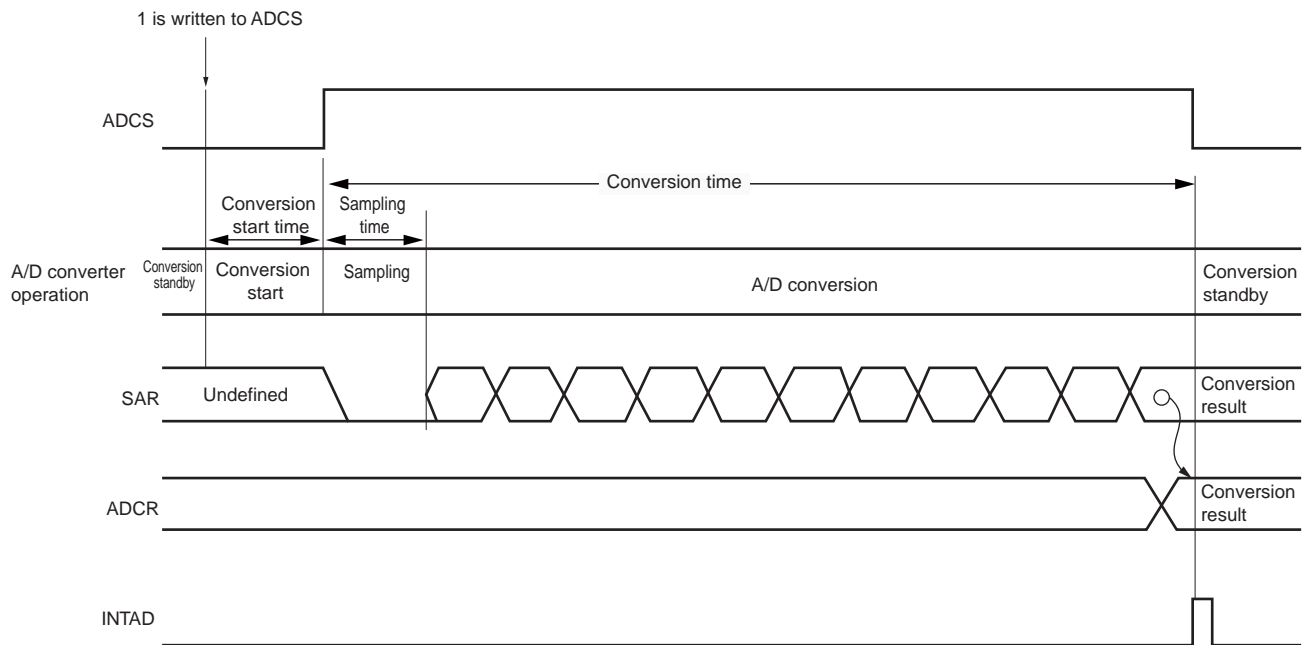 1 is written to ADCS
ADCS
Conversion time
Conversion
start time
Sampling
time
A/D converter
operation
Conversion
standby
Conversion
start
Sampling
A/D conversion
Conversion
standby
SAR
Undefined
Conversion
result
ADCR
Conversion
result
INTAD